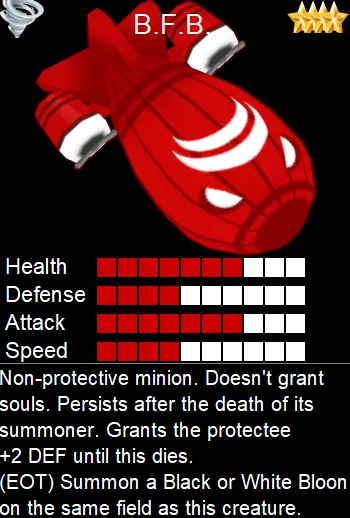 B.F.B.
Health
Defense
Attack
Speed
Non-protective minion. Doesn't grant
souls. Persists after the death of its
summoner. Grants the protectee
+2 DEF until this dies.
(EOT) Summon a Black or White Bloon
on the same field as this creature.